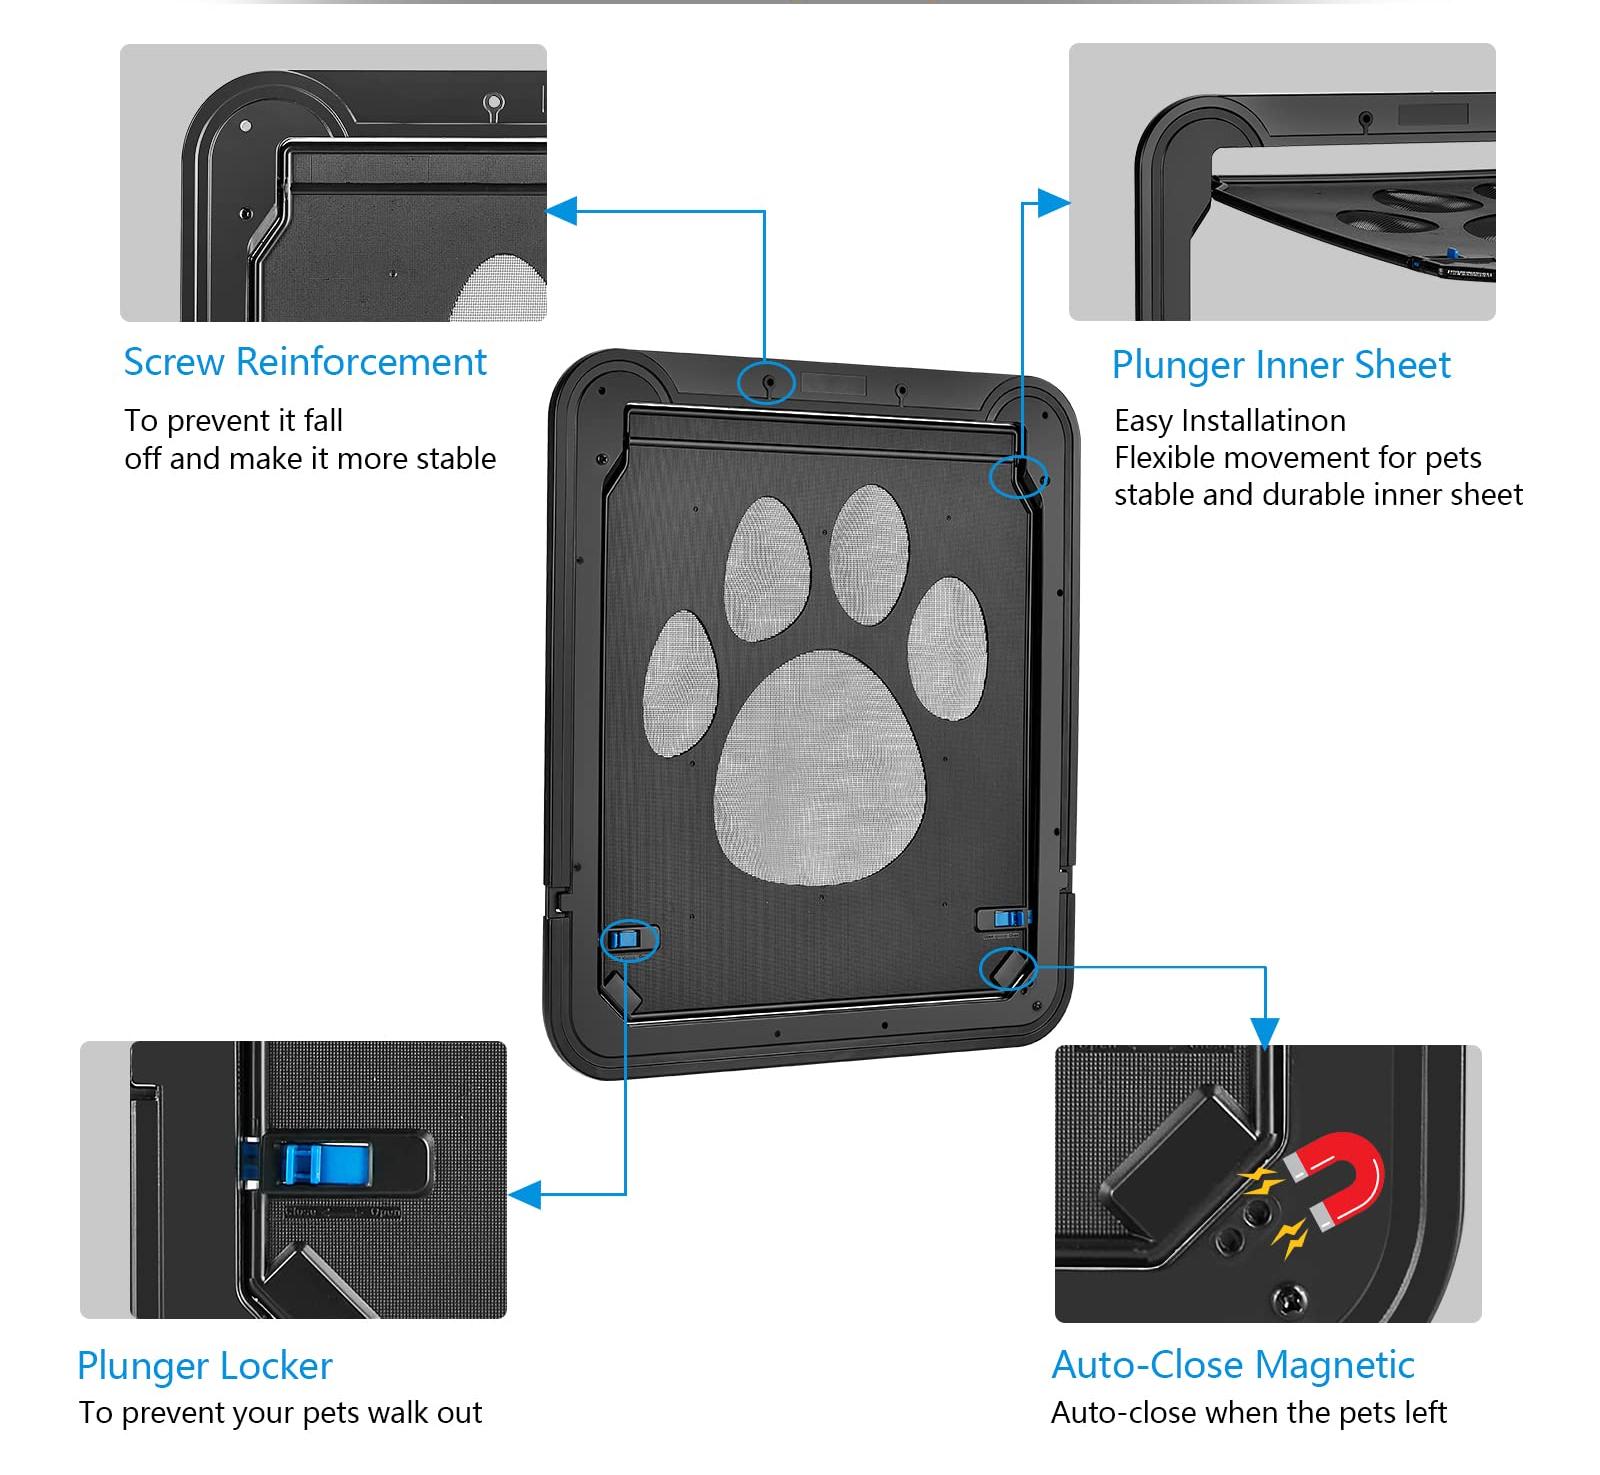 Screw Reinforcement
To prevent it fall
off and make it more stable
Plunger Inner Sheet
Easy Installatinon
Flexible movement for pets
stable and durable inner sheet
Close Open
Plunger Locker
To prevent your pets walk out
Auto-Close Magnetic
Auto-close when the pets left